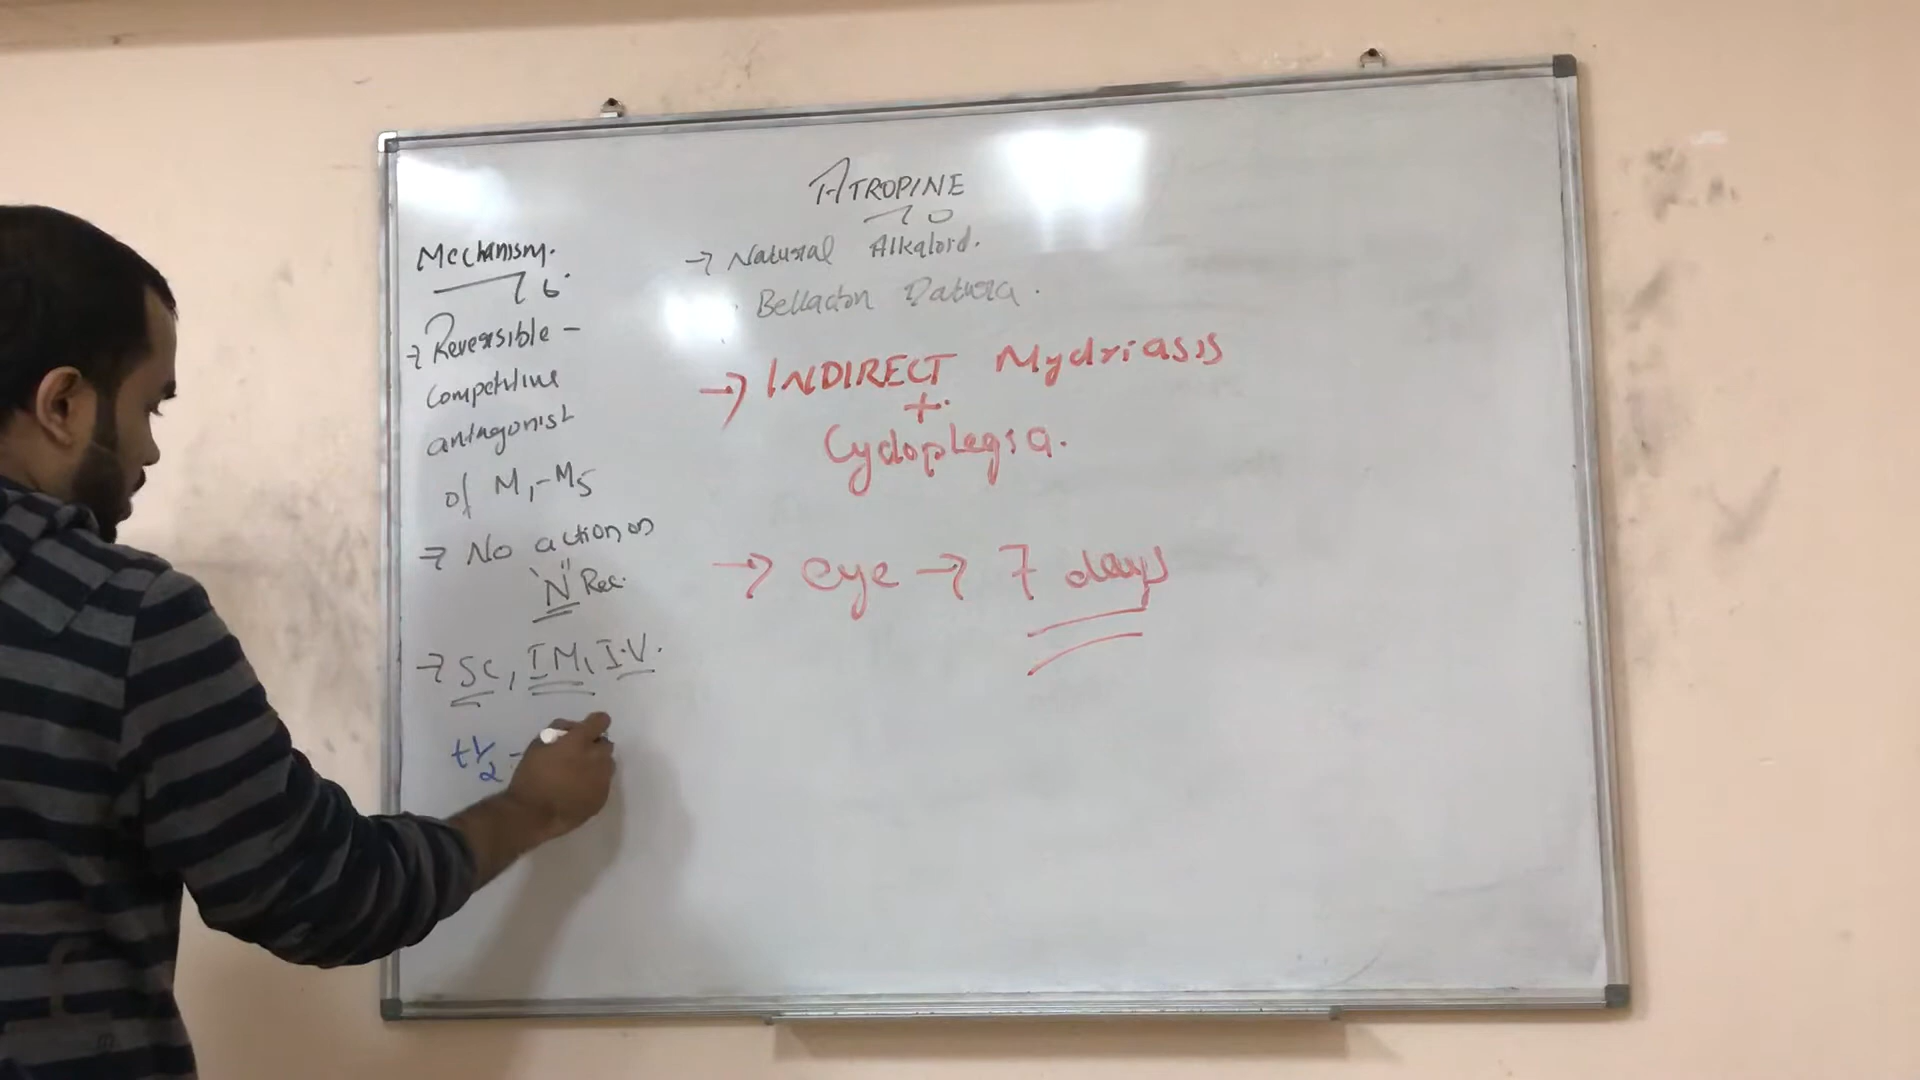 ATROPINE
Mechanism.
→ Reversible -
Competitive
antagonist
of M1-M5
→ No action on
"N" Rec.
→ SC, IM, I.V.
t1/2 -
→ Natural Alkaloid.
Datura.
→ INDIRECT Mydriasis
+
Cycloplegia.
→ eye → 7 days